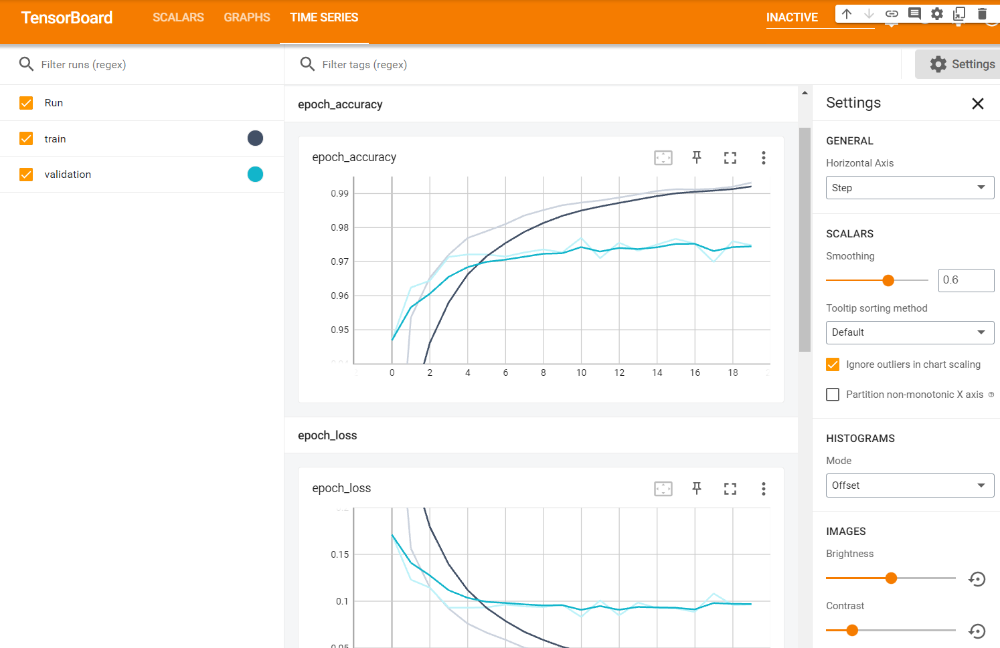 TensorBoard
SCALARS
GRAPHS
TIME SERIES
INACTIVE
Filter runs (regex)
Filter tags (regex)
Settings
Run
train
validation
epoch_accuracy
epoch_accuracy
0.99
0.98
0.97
0.96
0.95
0 2 4 6 8 10 12 14 16 18
epoch_loss
epoch_loss
0.15
0.1
0.05
Settings
GENERAL
Horizontal Axis
Step
SCALARS
Smoothing
0.6
Tooltip sorting method
Default
Ignore outliers in chart scaling
Partition non-monotonic X axis
HISTOGRAMS
Mode
Offset
IMAGES
Brightness
Contrast